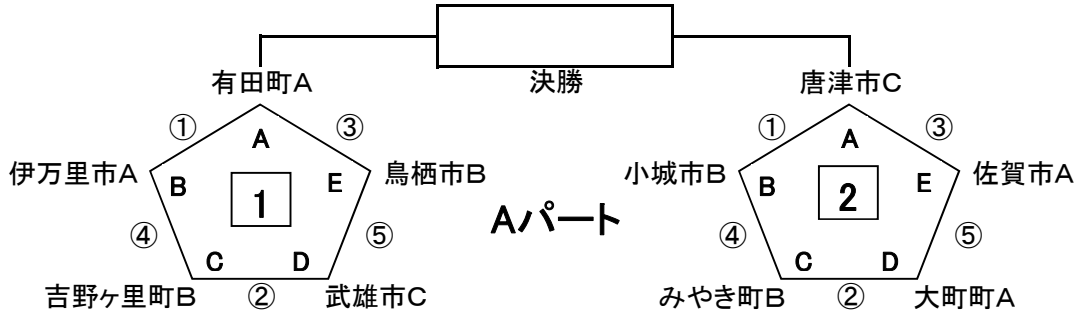 決勝
有田町A
唐津市C
① ③
① ③
A
A
伊万里市A
B
E
鳥栖市B
小城市B
B
E
佐賀市A
1
2
Aパート
④ ⑤
④ ⑤
C D
C D
吉野ヶ里町B
②
武雄市C
みやき町B
②
大町町A